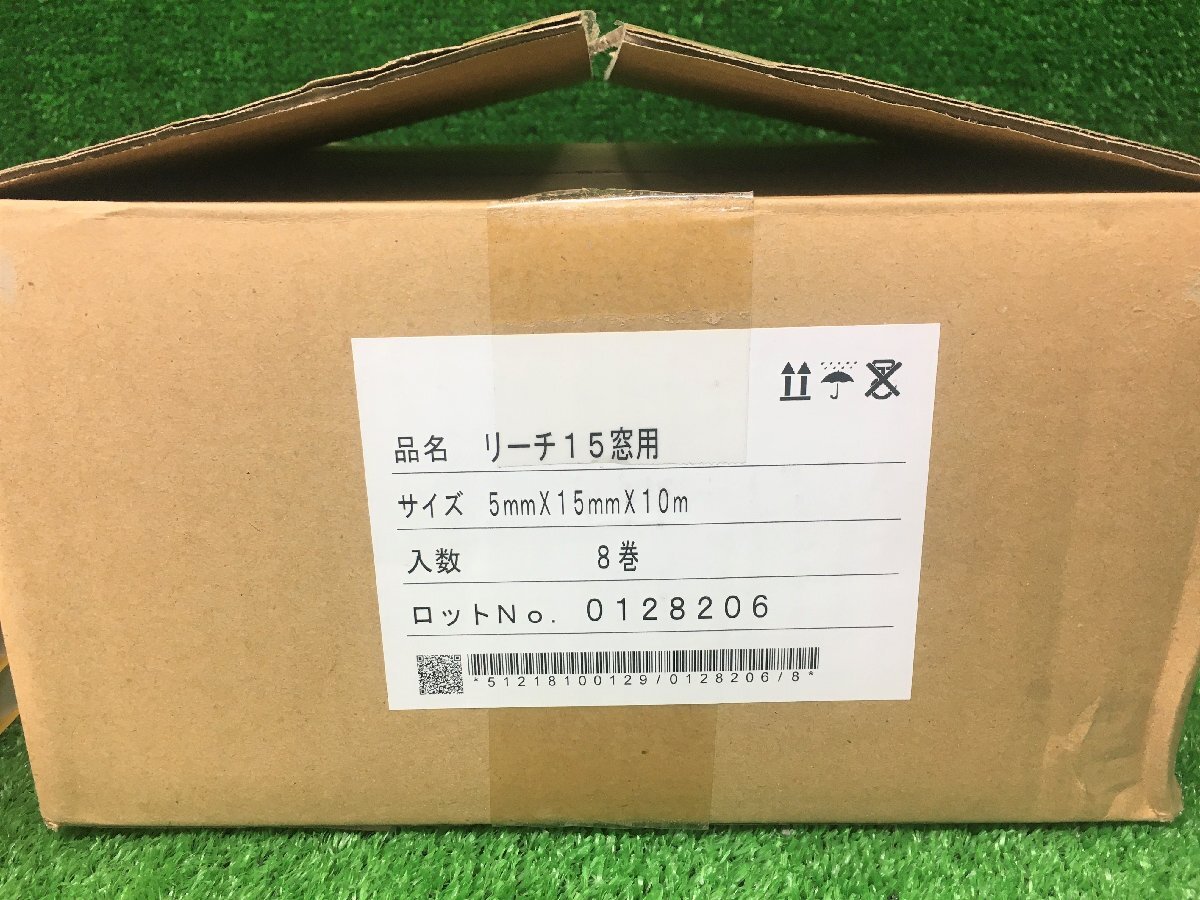 品名 リーチ15窓用
サイズ 5mmX15mmX10m
入数 8巻
ロットNo. 0128206
*51218100129/0128206/8*